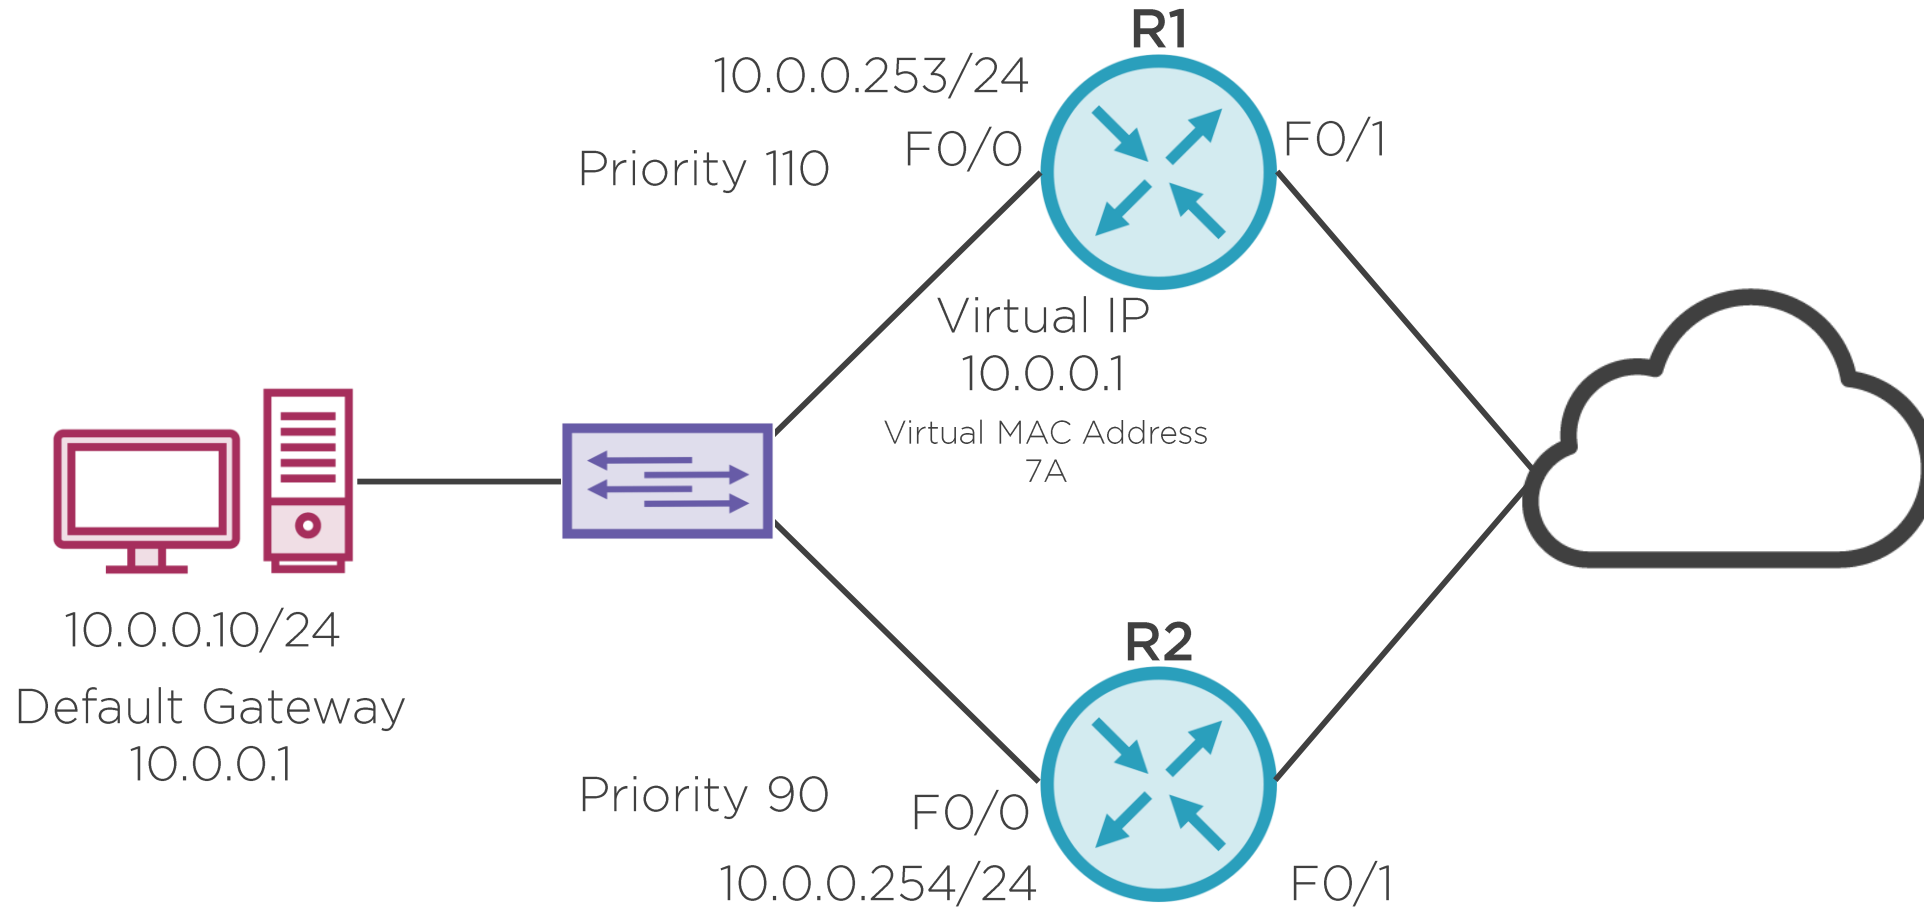 R1
10.0.0.253/24
F0/0
F0/1
Priority 110
Virtual IP
10.0.0.1
Virtual MAC Address
7A
10.0.0.10/24
Default Gateway
10.0.0.1
R2
Priority 90
F0/0
10.0.0.254/24
F0/1